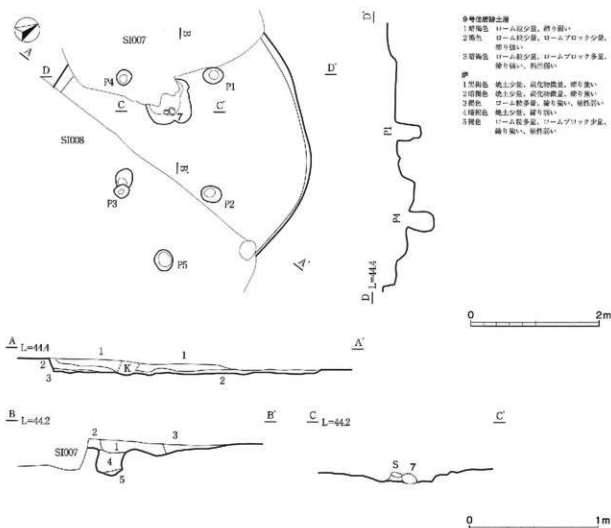 SI007
B
A
D
P4
P1
D'
C
C'
7
SI008
B'
P3
P2
P5
A'
D'
P1
P4
D
L=44.4
9号住居跡土層
1暗褐色 ローム粒少量、締り強い
2褐色 ローム粒少量、ロームブロック少量、
締り強い
3暗褐色 ローム粒少量、ロームブロック多量、
締り強い、粘性弱い
炉
1黒褐色 焼土少量、炭化物微量、締り強い
2暗褐色 焼土少量、炭化物微量、締り強い
3褐色 ローム粒多量、締り強い、粘性弱い
4暗褐色 焼土少量、締り弱い
5褐色 ローム粒多量、ロームブロック少量、
締り強い、粘性弱い
0 2m
A L=44.4
A'
1 1
2 K
3 2
B L=44.2
B'
2 3
SI007 1
4
5
C L=44.2
C'
S 7
0 1m